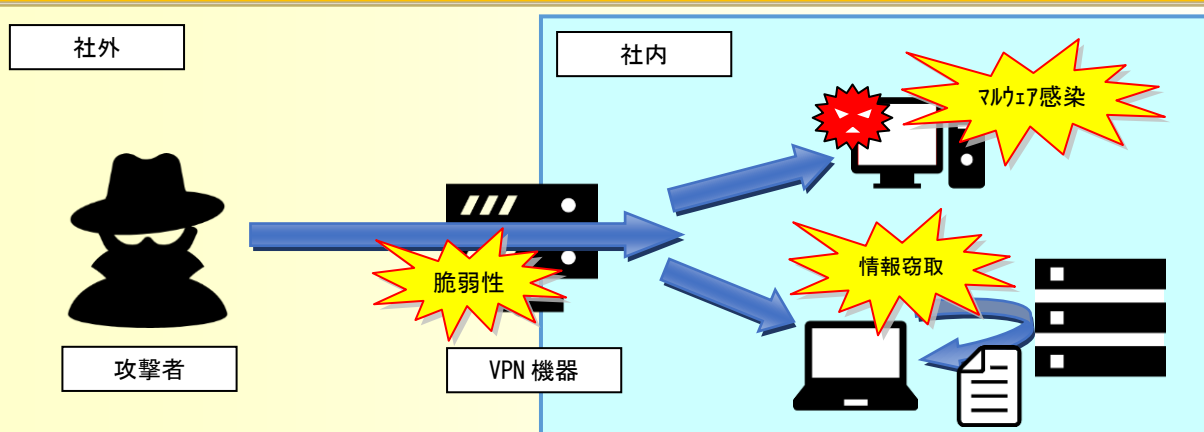 社外
社内
マルウェア感染
脆弱性
情報窃取
攻撃者
VPN 機器